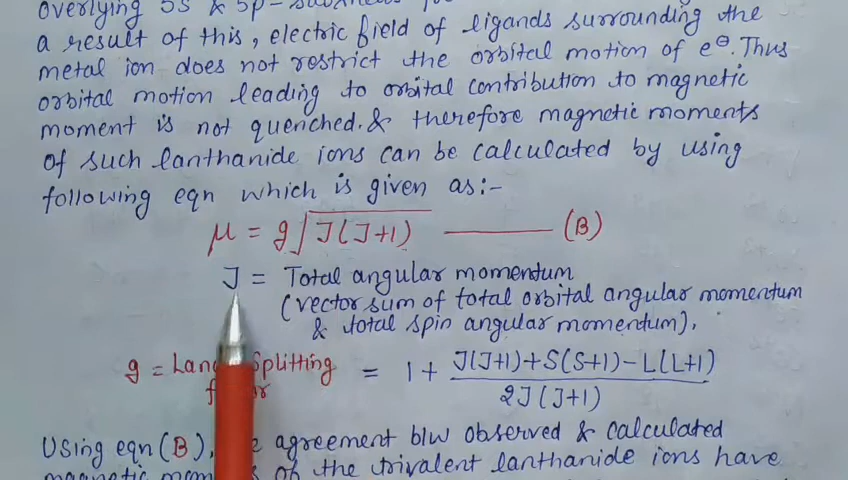 overlying 5s & 5p-
a result of this, electric field of ligands surrounding the
metal ion does not restrict the orbital motion of e⊖. Thus
orbital motion leading to orbital contribution to magnetic
moment is not quenched. & therefore magnetic moments
of such lanthanide ions can be calculated by using
following eqn which is given as:-
μ = g√J(J+1) ——— (B)
J = Total angular momentum
(vector sum of total orbital angular momentum
& total spin angular momentum).
g = Splitting = 1 + J(J+1)+S(S+1)-L(L+1)
2J(J+1)
Using eqn (B), agreement b/w observed & calculated
of the trivalent lanthanide ions have